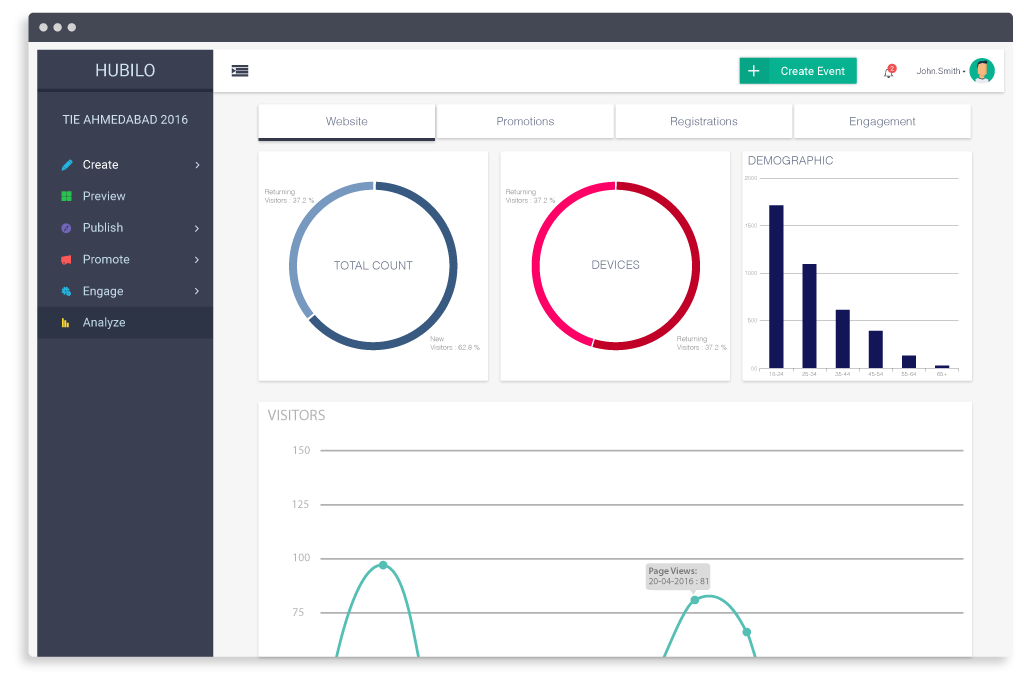 HUBILO
Create Event
2
John.Smith
TIE AHMEDABAD 2016
Create
Preview
Publish
Promote
Engage
Analyze
Website
Promotions
Registrations
Engagement
Returning
Visitors : 37.2 %
TOTAL COUNT
New
Visitors : 62.8 %
Returning
Visitors : 37.2 %
DEVICES
Returning
Visitors : 37.2 %
DEMOGRAPHIC
2000
1500
1000
500
00
18-24
25-34
35-44
45-54
55-64
65+
VISITORS
150
125
100
75
Page Views:
20-04-2016 : 81